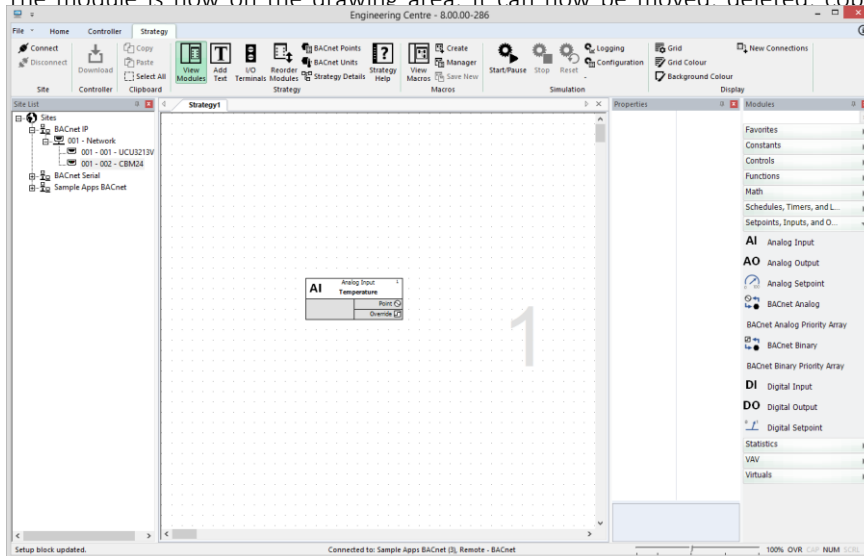 The module is now on the drawing area. It can now be moved, deleted, cop
Engineering Centre - 8.00.00-286
File Home Controller Strategy
Connect
Disconnect
Site
Download
Controller
Copy
Paste
Select All
Clipboard
View Modules
Add Text
I/O Terminals
Reorder Modules
BACnet Points
BACnet Units
Strategy Details
Strategy Help
Strategy
View Macros
Create
Manager
Save New
Macros
Start/Pause
Stop
Reset
Logging
Configuration
-
Simulation
Grid
Grid Colour
Background Colour
New Connections
Display
Site List
Sites
BACnet IP
001 - Network
001 - 001 - UCU3213V
001 - 002 - CBM24
BACnet Serial
Sample Apps BACnet
Strategy1
AI Analog Input 1
Temperature
Point
Override
1
Properties
Modules
Favorites
Constants
Controls
Functions
Math
Schedules, Timers, and L...
Setpoints, Inputs, and O...
AI Analog Input
AO Analog Output
Analog Setpoint
BACnet Analog
BACnet Analog Priority Array
BACnet Binary
BACnet Binary Priority Array
DI Digital Input
DO Digital Output
Digital Setpoint
Statistics
VAV
Virtuals
Setup block updated.
Connected to: Sample Apps BACnet (3), Remote - BACnet
100% OVR CAP NUM SCRL